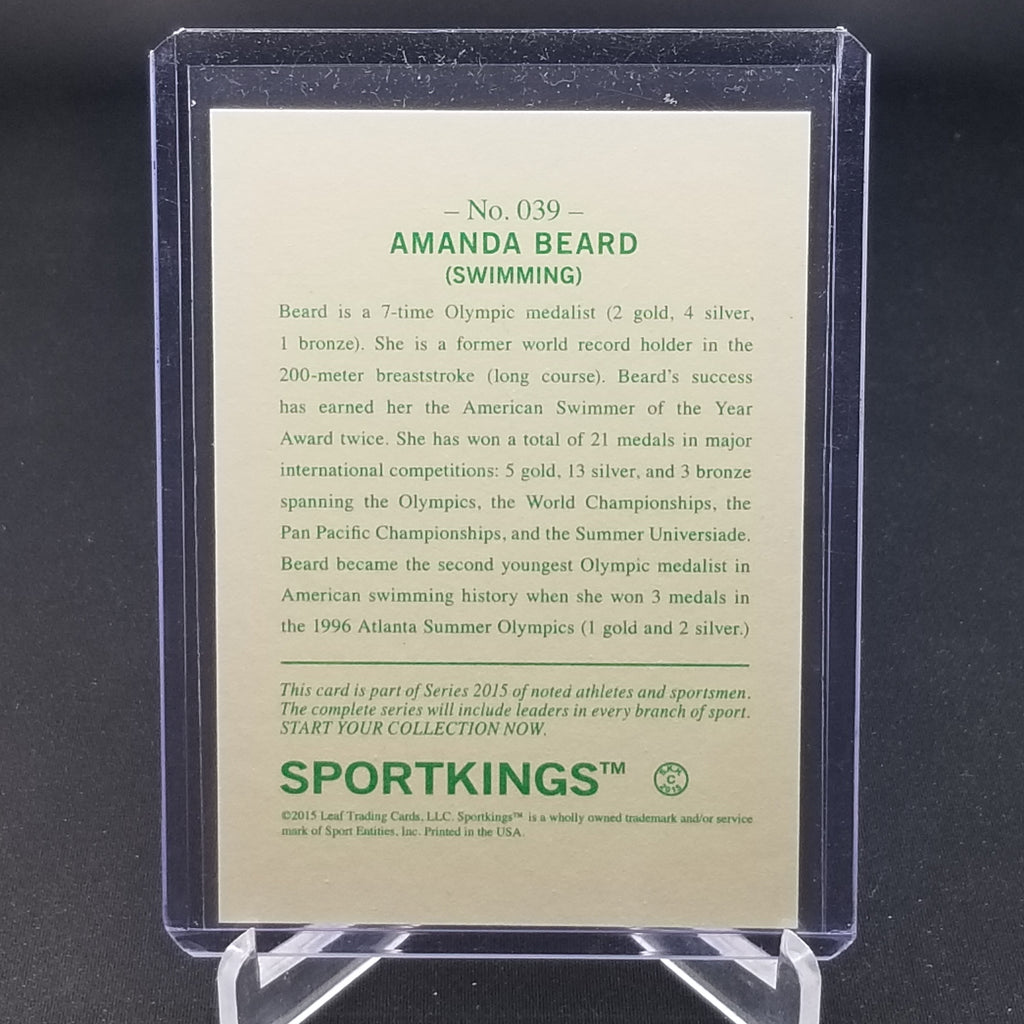 – No. 039 –
AMANDA BEARD
(SWIMMING)
Beard is a 7-time Olympic medalist (2 gold, 4 silver,
1 bronze). She is a former world record holder in the
200-meter breaststroke (long course). Beard's success
has earned her the American Swimmer of the Year
Award twice. She has won a total of 21 medals in major
international competitions: 5 gold, 13 silver, and 3 bronze
spanning the Olympics, the World Championships, the
Pan Pacific Championships, and the Summer Universiade.
Beard became the second youngest Olympic medalist in
American swimming history when she won 3 medals in
the 1996 Atlanta Summer Olympics (1 gold and 2 silver.)
This card is part of Series 2015 of noted athletes and sportsmen.
The complete series will include leaders in every branch of sport.
START YOUR COLLECTION NOW.
SPORTKINGS™
S.K.K
C
2015
©2015 Leaf Trading Cards, LLC. Sportkings™ is a wholly owned trademark and/or service
mark of Sport Entities, Inc. Printed in the USA.